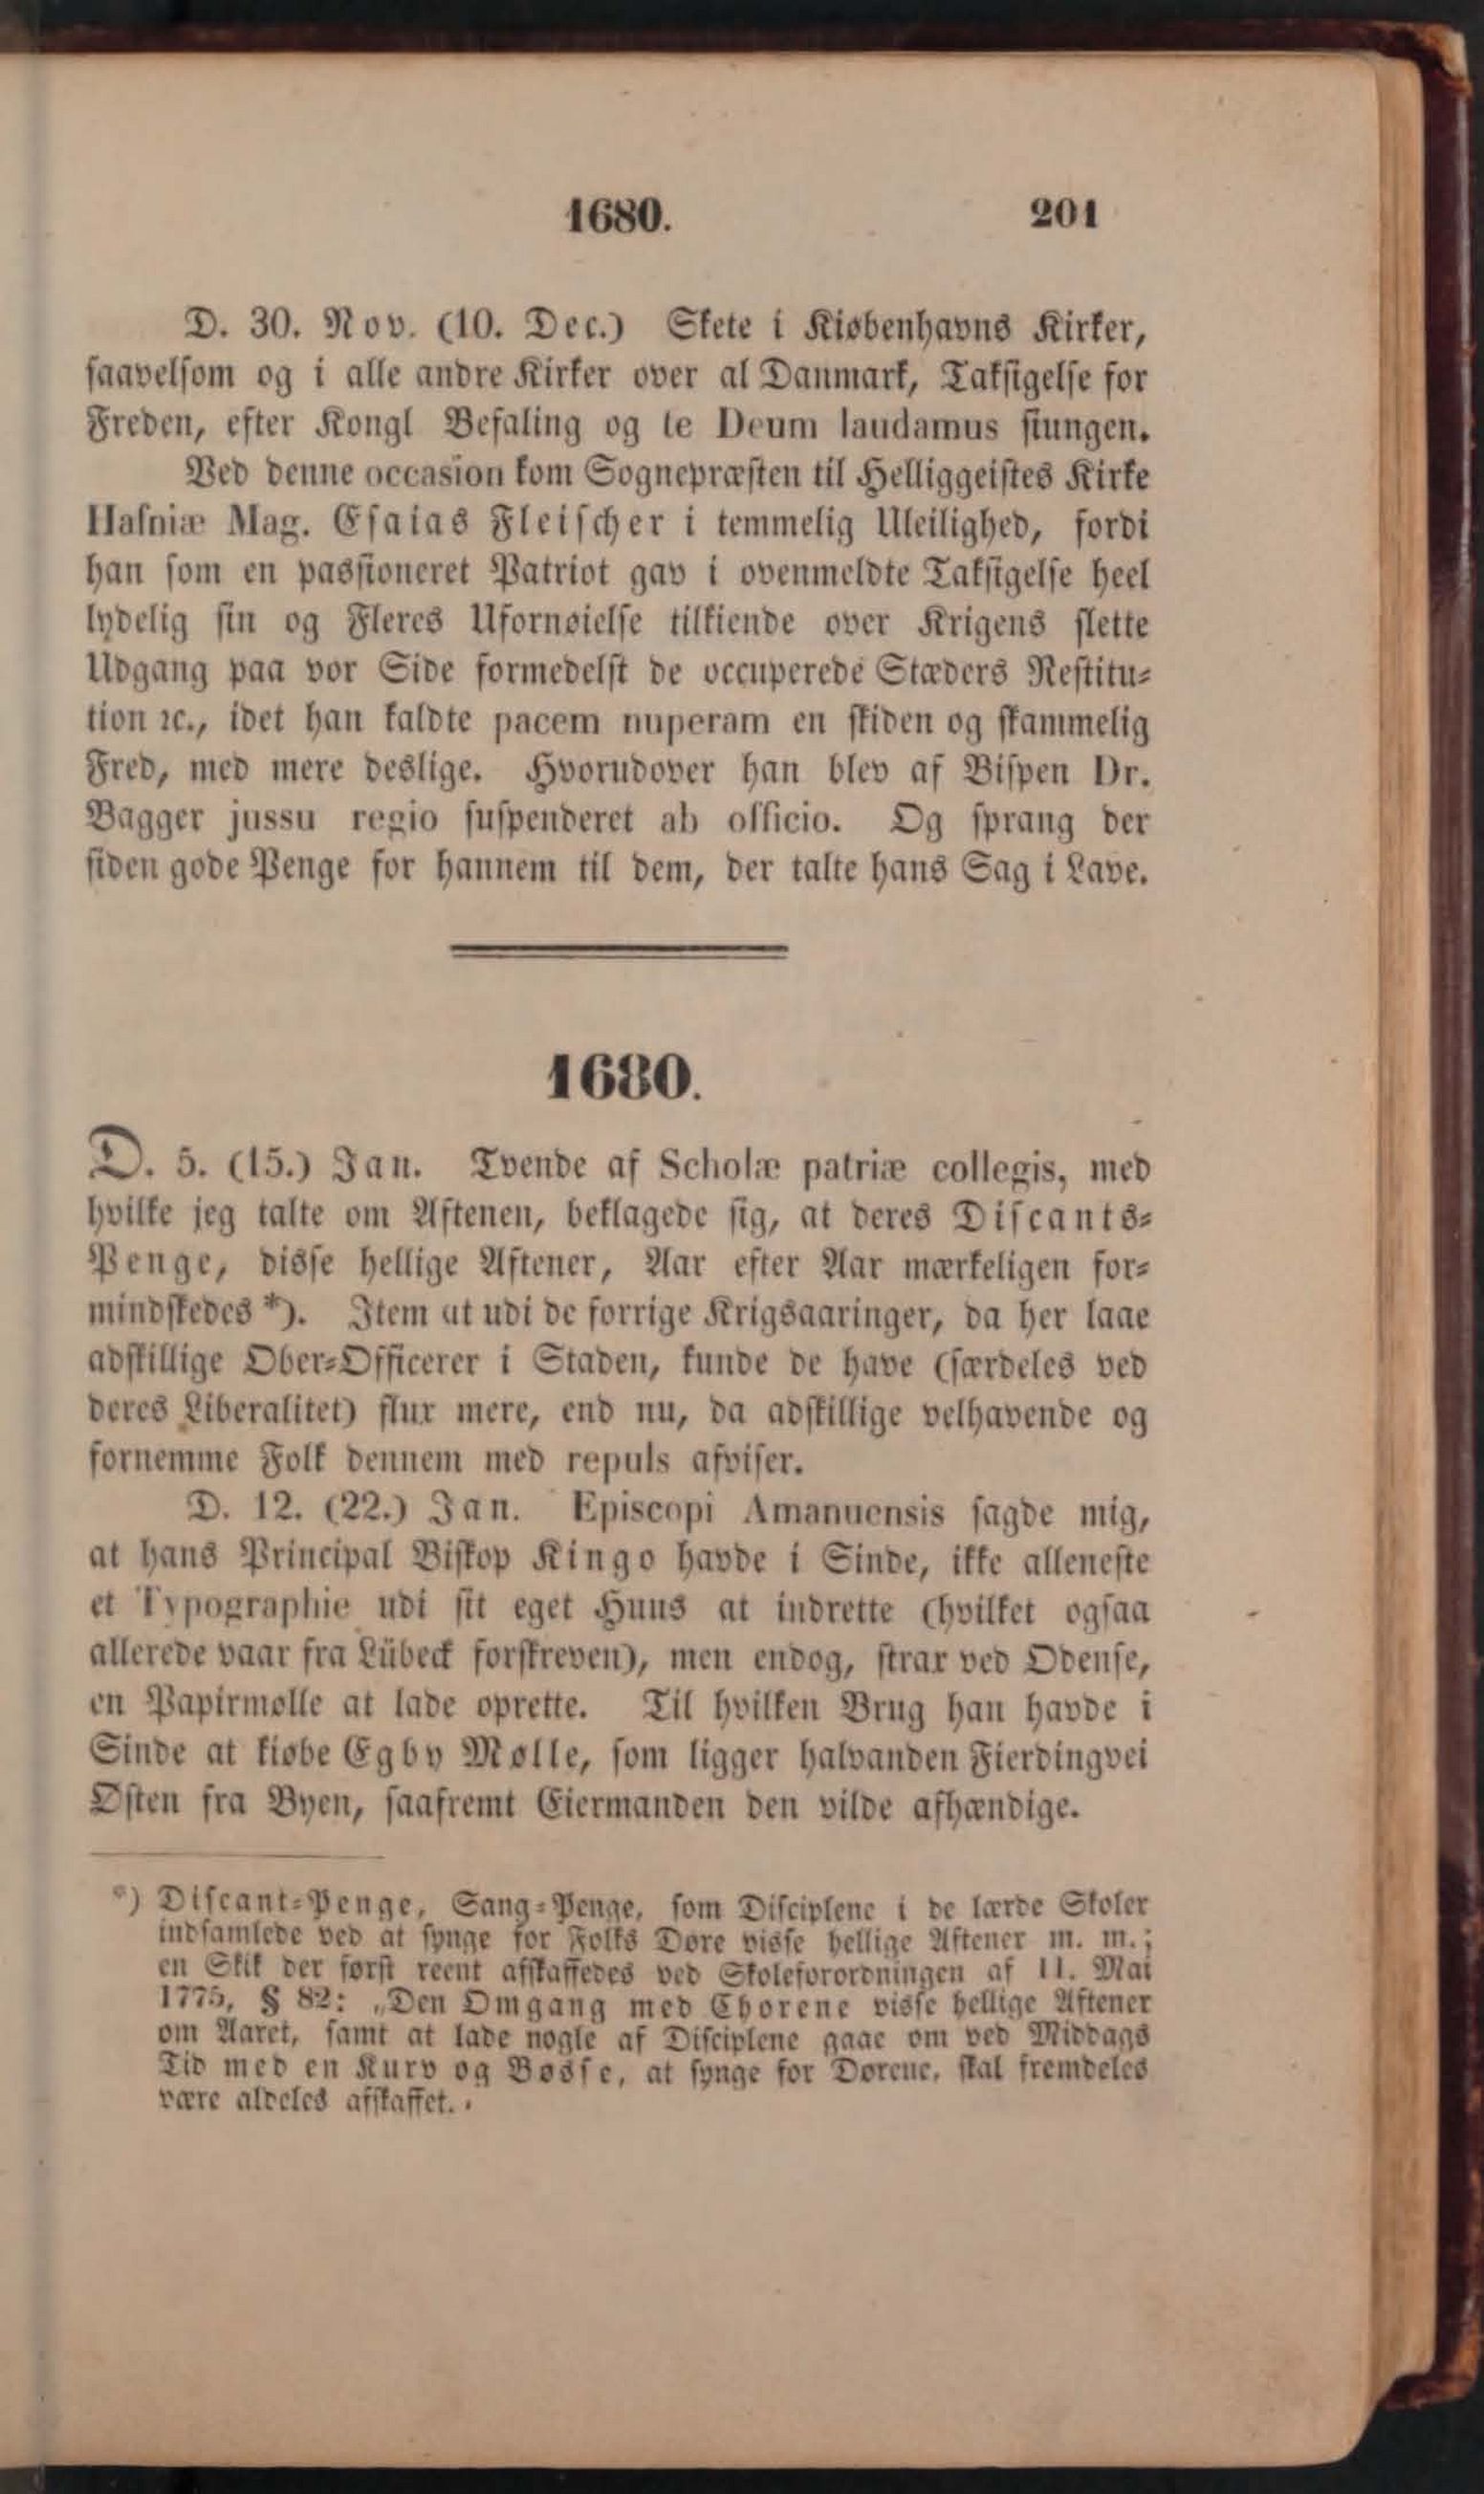 1680.
201
D. 30. Nov. (10. Dec.) Skete i Kiøbenhavns Kirker,
saavelsom og i alle andre Kirker over al Danmark, Taksigelse for
Freden, efter Kongl Befaling og te Deum laudamus siungen.
Ved denne occasion kom Sognepræsten til Helliggeistes Kirke
Hafniæ Mag. Esaias Fleischer i temmelig Uleilighed, fordi
han som en passioneret Patriot gav i ovenmeldte Taksigelse heel
lydelig sin og Fleres Ufornøielse tilkiende over Krigens slette
Udgang paa vor Side formedelst de occuperede Stæders Restitu-
tion ꝛc., idet han kaldte pacem nuperam en skiden og skammelig
Fred, med mere deslige. Hvorudover han blev af Bispen Dr.
Bagger jussu regio suspenderet ab officio. Og sprang der
siden gode Penge for hannem til dem, der talte hans Sag i Lave.
1680.
D. 5. (15.) Jan. Tvende af Scholæ patriæ collegis, med
hvilke jeg talte om Aftenen, beklagede sig, at deres Discants-
Penge, disse hellige Aftener, Aar efter Aar mærkeligen for-
mindskedes *). Item at udi de forrige Krigsaaringer, da her laae
adskillige Ober-Officerer i Staden, kunde de have (særdeles ved
deres Liberalitet) flux mere, end nu, da adskillige velhavende og
fornemme Folk dennem med repuls afviser.
D. 12. (22.) Jan. Episcopi Amanuensis sagde mig,
at hans Principal Biskop Kingo havde i Sinde, ikke alleneste
et Typographie udi sit eget Huus at indrette (hvilket ogsaa
allerede vaar fra Lübeck forskreven), men endog, strax ved Odense,
en Papirmølle at lade oprette. Til hvilken Brug han havde i
Sinde at kiøbe Egby Mølle, som ligger halvanden Fierdingvei
Østen fra Byen, saafremt Eiermanden den vilde afhændige.
*) Discant-Penge, Sang-Penge, som Disciplene i de lærde Skoler
indsamlede ved at synge for Folks Døre visse hellige Aftener m. m.;
en Skik der først reent afskaffedes ved Skoleforordningen af 11. Mai
1775, § 82: „Den Omgang med Chorene visse hellige Aftener
om Aaret, samt at lade nogle af Disciplene gaae om ved Middags
Tid med en Kurv og Bøsse, at synge for Dørene, skal fremdeles
være aldeles afskaffet.“